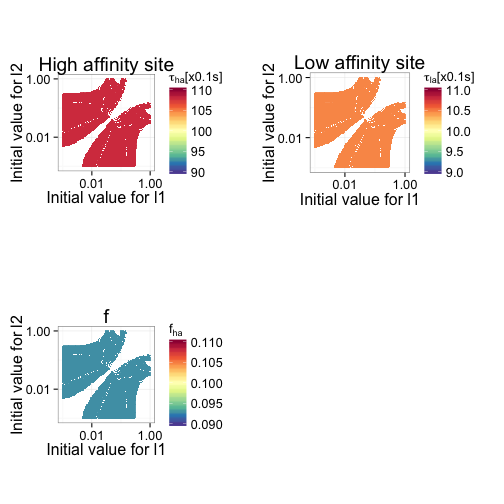 High affinity site
Initial value for I2
1.00
0.01
0.01
1.00
Initial value for I1
τha[x0.1s]
110
105
100
95
90
Low affinity site
Initial value for I2
1.00
0.01
0.01
1.00
Initial value for I1
τla[x0.1s]
11.0
10.5
10.0
9.5
9.0
f
Initial value for I2
1.00
0.01
0.01
1.00
Initial value for I1
fha
0.110
0.105
0.100
0.095
0.090